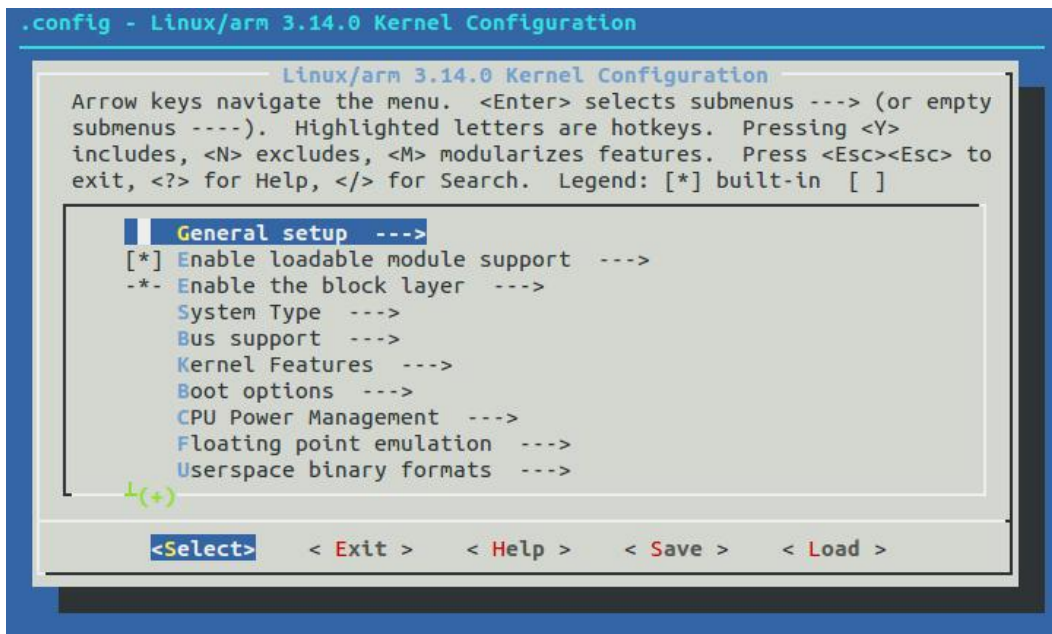 .config - Linux/arm 3.14.0 Kernel Configuration
Linux/arm 3.14.0 Kernel Configuration
Arrow keys navigate the menu.  <Enter> selects submenus ---> (or empty
submenus ----).  Highlighted letters are hotkeys.  Pressing <Y>
includes, <N> excludes, <M> modularizes features.  Press <Esc><Esc> to
exit, <?> for Help, </> for Search.  Legend: [*] built-in  [ ]
General setup  --->
[*] Enable loadable module support  --->
-*- Enable the block layer  --->
System Type  --->
Bus support  --->
Kernel Features  --->
Boot options  --->
CPU Power Management  --->
Floating point emulation  --->
Userspace binary formats  --->
┴(+)
<Select>    < Exit >    < Help >    < Save >    < Load >